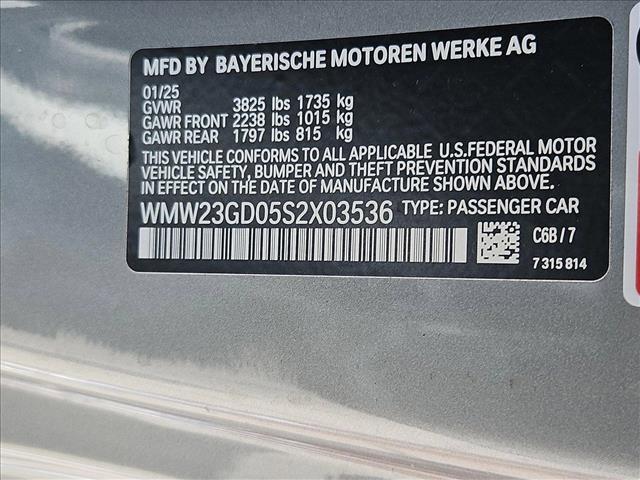 MFD BY BAYERISCHE MOTOREN WERKE AG
01/25
GVWR 3825 lbs 1735 kg
GAWR FRONT 2238 lbs 1015 kg
GAWR REAR 1797 lbs 815 kg
THIS VEHICLE CONFORMS TO ALL APPLICABLE U.S.FEDERAL MOTOR
VEHICLE SAFETY, BUMPER AND THEFT PREVENTION STANDARDS
IN EFFECT ON THE DATE OF MANUFACTURE SHOWN ABOVE.
WMW23GD05S2X03536 TYPE: PASSENGER CAR
C6B / 7
7 315 814